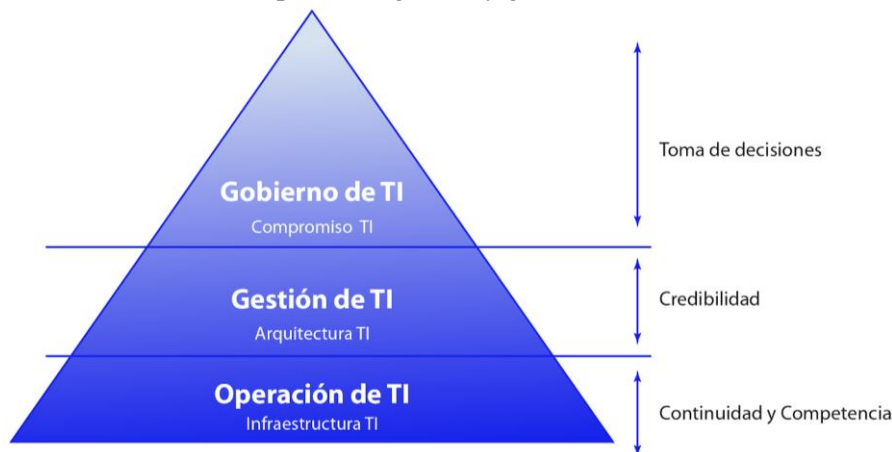 Toma de decisiones
Gobierno de TI
Compromiso TI
Gestión de TI
Credibilidad
Arquitectura TI
Operación de TI
Continuidad y Competencia
Infraestructura TI